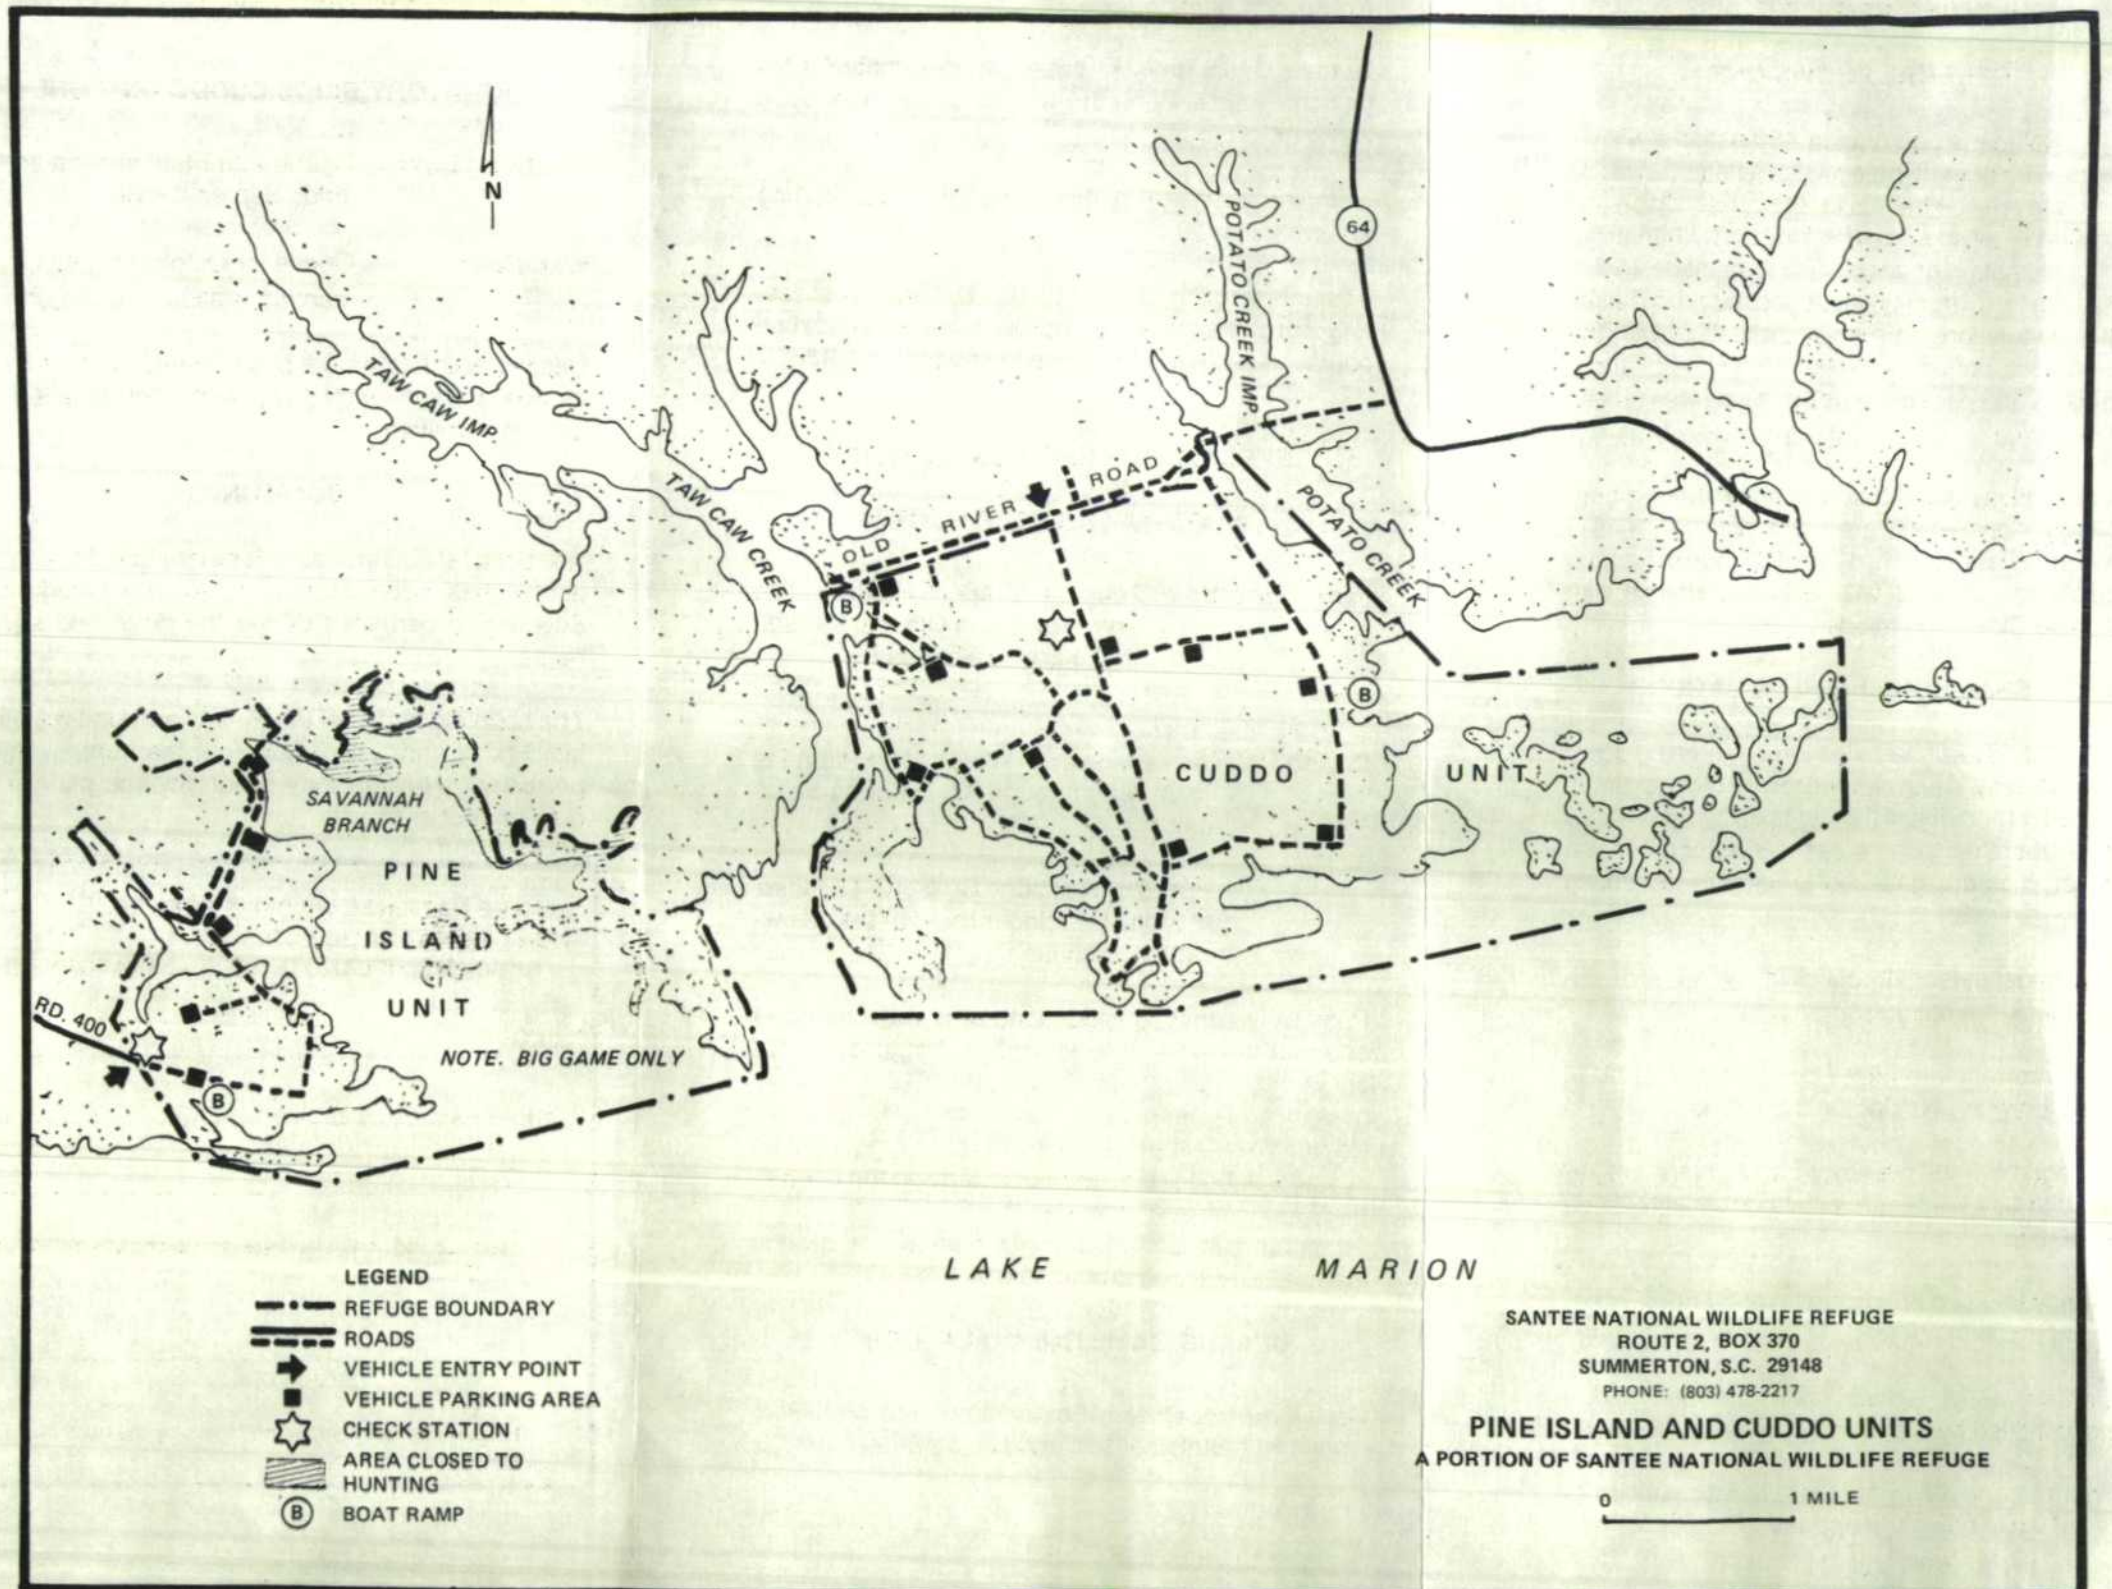 N
64
POTATO CREEK IMP.
TAW CAW IMP.
TAW CAW CREEK
OLD RIVER ROAD
POTATO CREEK
B
B
CUDDO UNIT
SAVANNAH
BRANCH
PINE
ISLAND
UNIT
RD. 400
NOTE. BIG GAME ONLY
B
LAKE MARION
LEGEND
REFUGE BOUNDARY
ROADS
VEHICLE ENTRY POINT
VEHICLE PARKING AREA
CHECK STATION
AREA CLOSED TO
HUNTING
B BOAT RAMP
SANTEE NATIONAL WILDLIFE REFUGE
ROUTE 2, BOX 370
SUMMERTON, S.C. 29148
PHONE: (803) 478-2217
PINE ISLAND AND CUDDO UNITS
A PORTION OF SANTEE NATIONAL WILDLIFE REFUGE
0 1 MILE